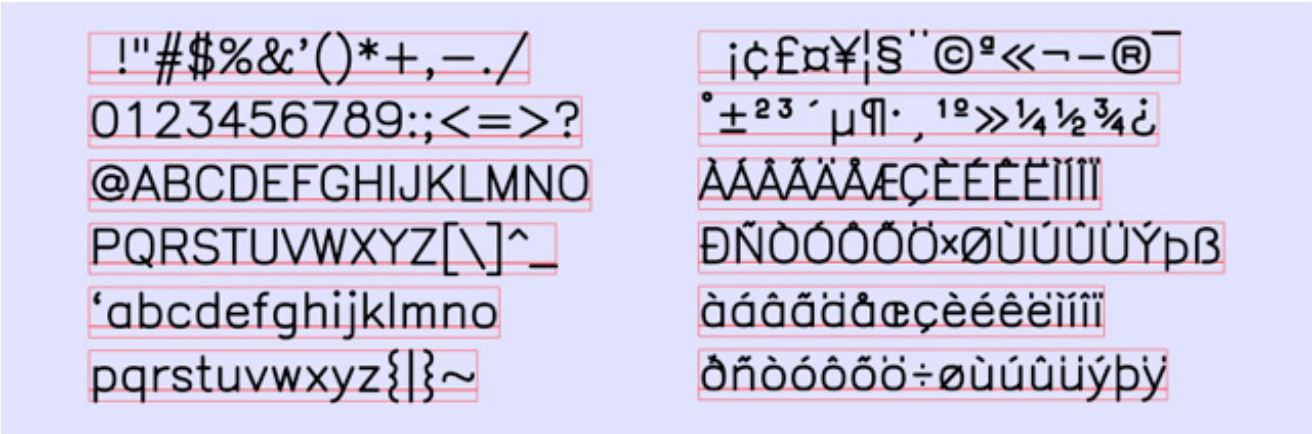 !"#$%&’()*+,−./
0123456789:;<=>?
@ABCDEFGHIJKLMNO
PQRSTUVWXYZ[\]^_
‘abcdefghijklmno
pqrstuvwxyz{|}~
¡¢£¤¥¦§¨©ª«¬−®¯
°±²³´µ¶·¸¹º»¼½¾¿
ÀÁÂÃÄÅÆÇÈÉÊËÌÍÎÏ
ÐÑÒÓÔÕÖ×ØÙÚÛÜÝþß
àáâãäåæçèéêëìíîï
ðñòóôõö÷øùúûüýþÿ